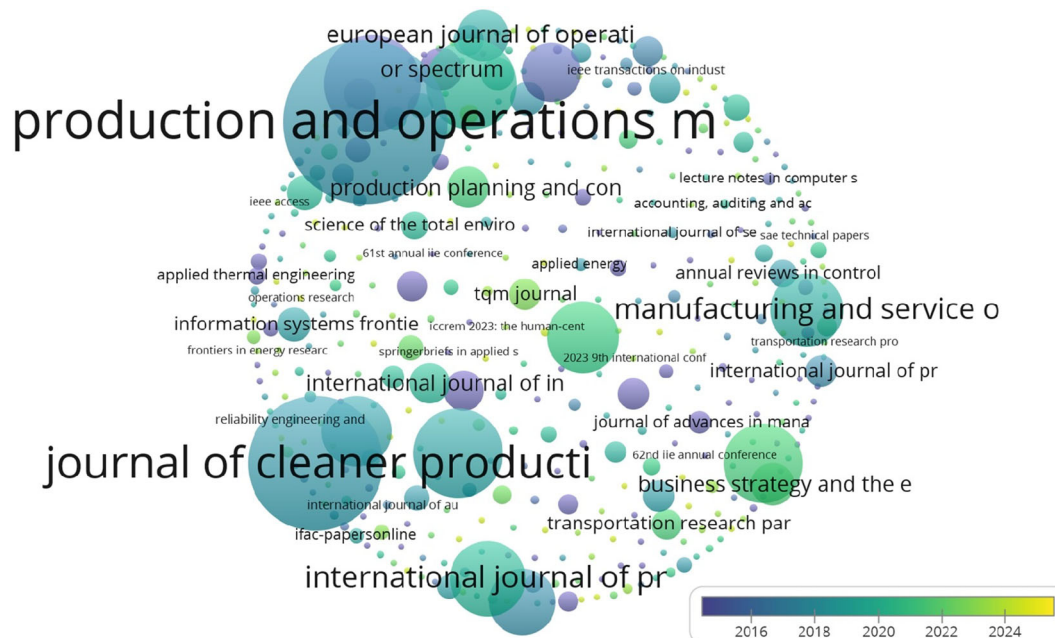 european journal of operati
or spectrum
ieee transactions on indust
production and operations m
production planning and con
lecture notes in computer s
ieee access
accounting, auditing and ac
science of the total enviro
international journal of se
sae technical papers
61st annual iie conference
applied energy
applied thermal engineering
annual reviews in control
operations research
tqm journal
manufacturing and service o
information systems frontie
iccrem 2023: the human-cent
transportation research pro
frontiers in energy researc
springerbriefs in applied s
2023 9th international conf
international journal of pr
international journal of in
reliability engineering and
journal of advances in mana
journal of cleaner producti
62nd iie annual conference
business strategy and the e
international journal of au
transportation research par
ifac-papersonline
international journal of pr
2016 2018 2020 2022 2024